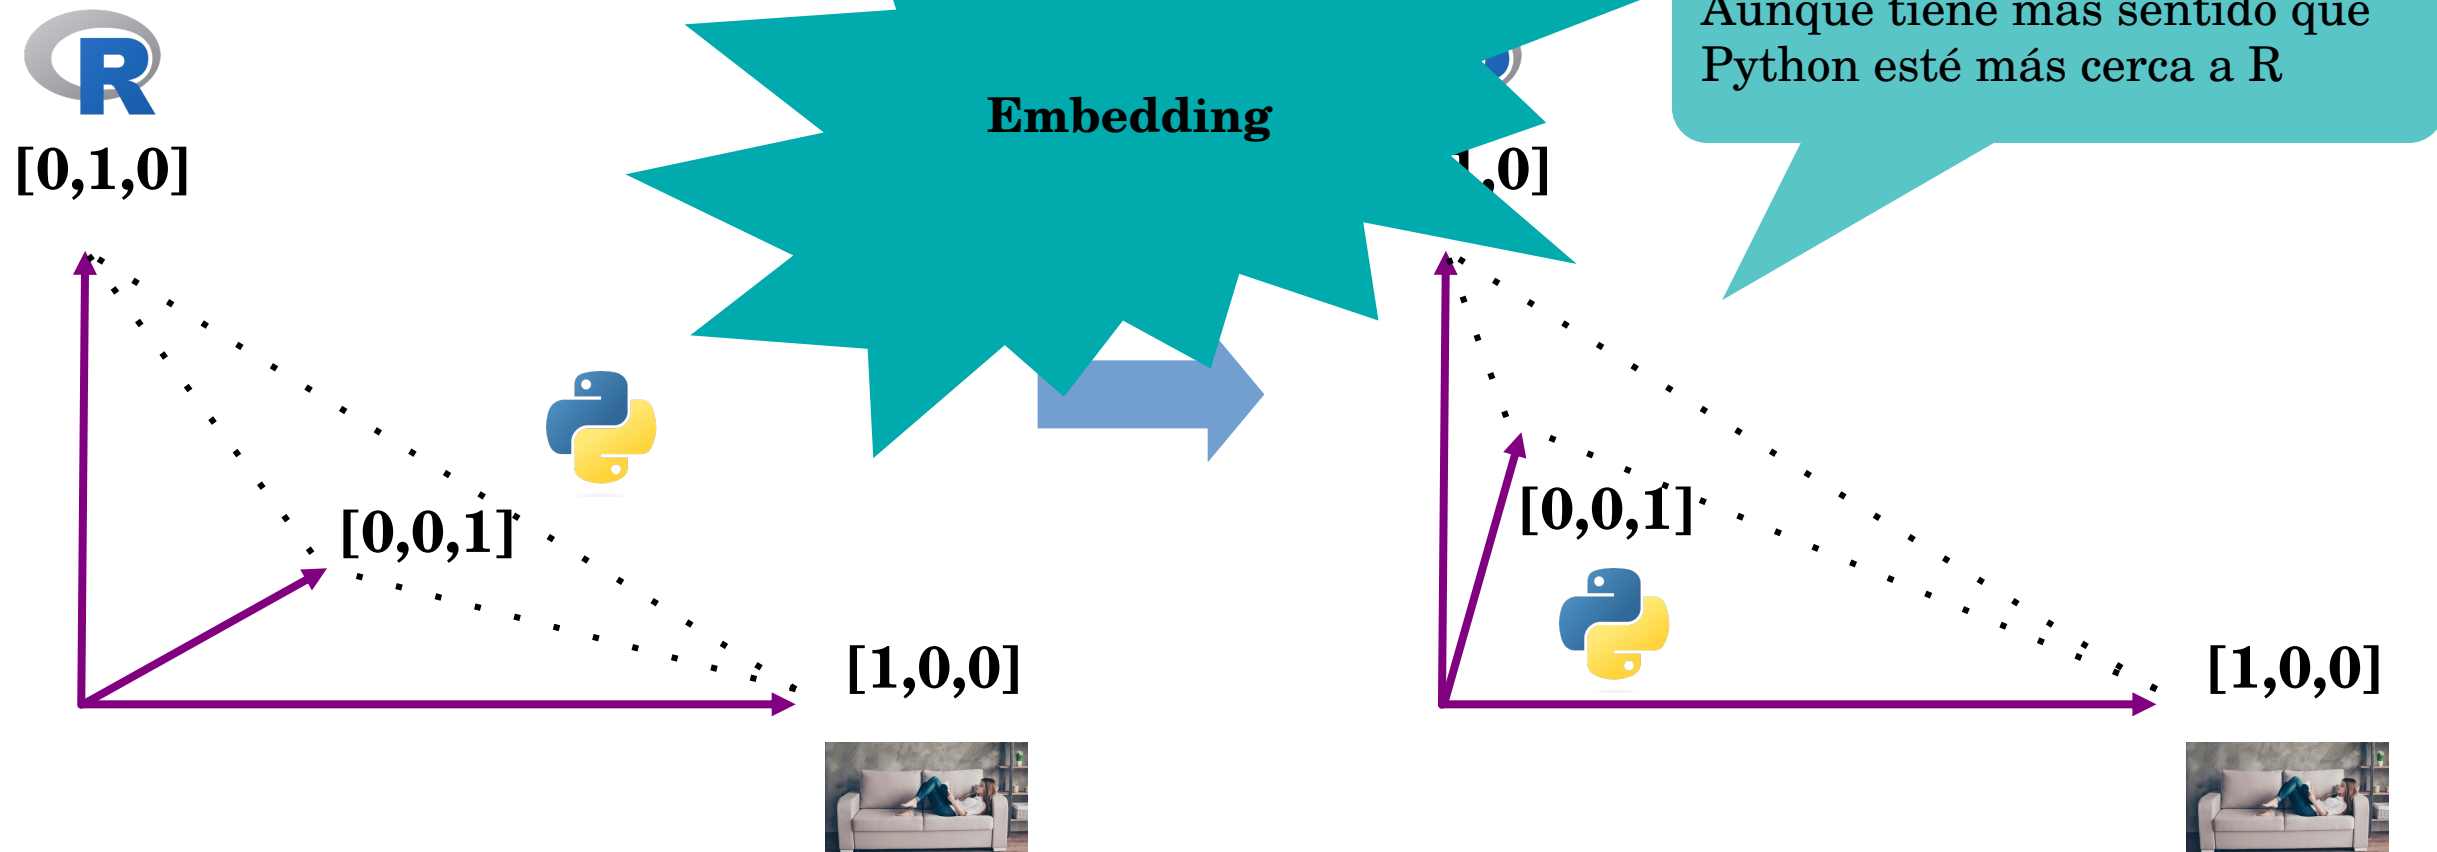 Aunque tiene más sentido que
Python esté más cerca a R
Embedding
R
[0,1,0]
,0]
[0,0,1]
[0,0,1]
[1,0,0]
[1,0,0]